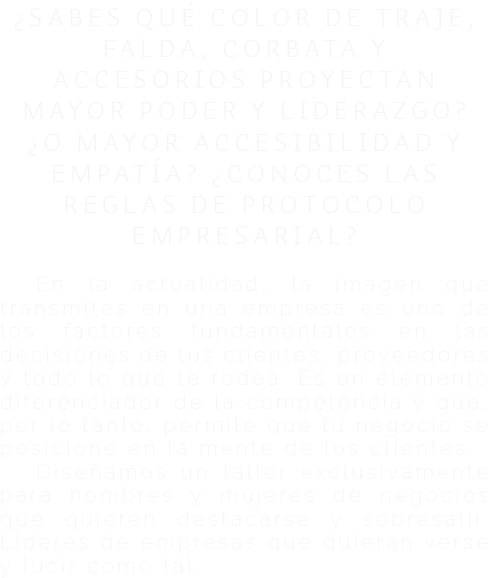 ¿SABES QUÉ COLOR DE TRAJE,
FALDA, CORBATA Y
ACCESORIOS PROYECTAN
MAYOR PODER Y LIDERAZGO?
¿O MAYOR ACCESIBILIDAD Y
EMPATÍA? ¿CONOCES LAS
REGLAS DE PROTOCOLO
EMPRESARIAL?
En la actualidad, la imagen que
transmites en una empresa es uno de
los factores fundamentales en las
decisiones de tus clientes, proveedores
y todo lo que te rodea. Es un elemento
diferenciador de la competencia y que,
por lo tanto, permite que tu negocio se
posicione en la mente de los clientes.
Diseñamos un taller exclusivamente
para hombres y mujeres de negocios
que quieren destacarse y sobresalir.
Líderes de empresas que quieran verse
y lucir como tal.